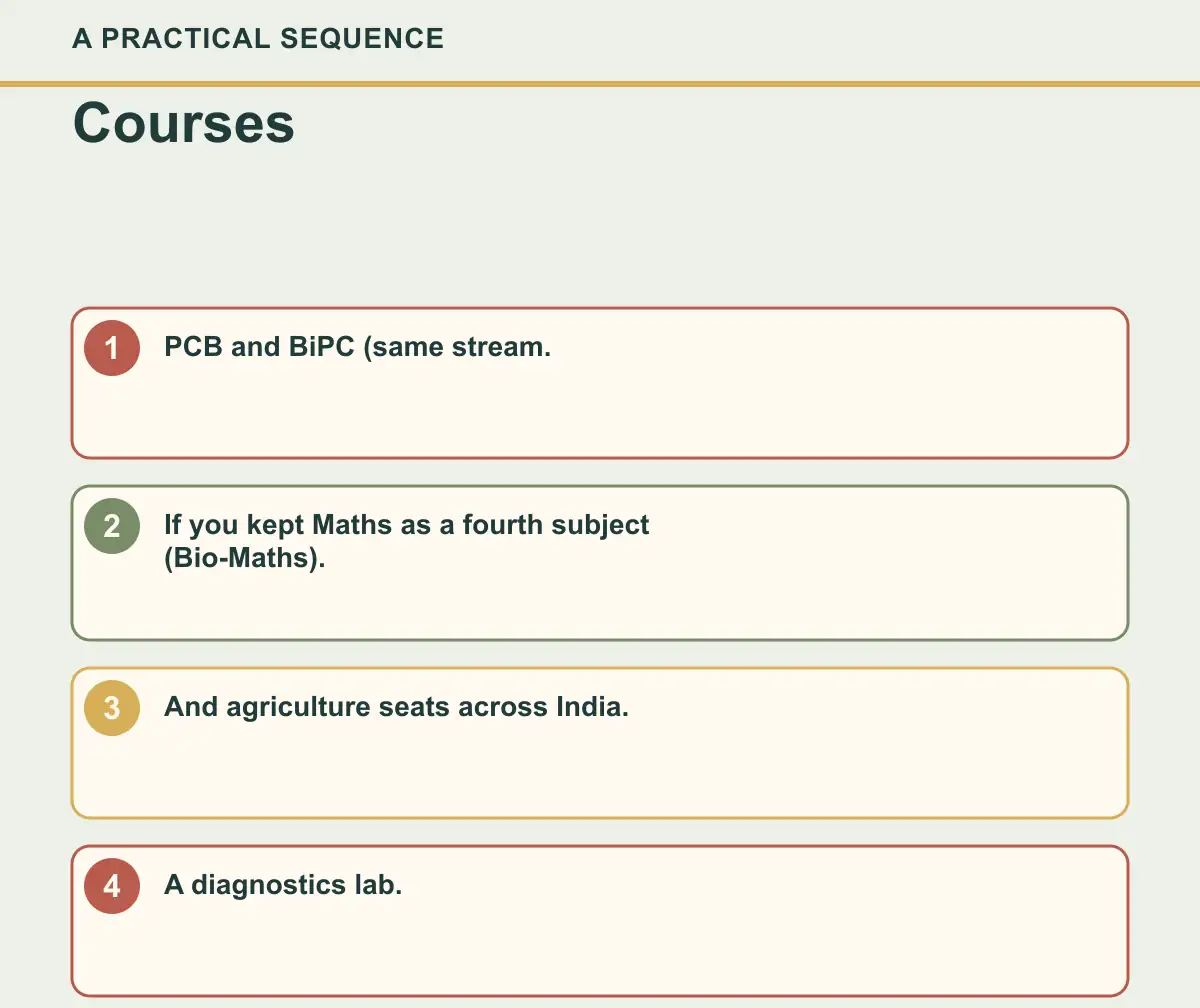 A PRACTICAL SEQUENCE
Courses
1
PCB and BiPC (same stream.
2
If you kept Maths as a fourth subject
(Bio-Maths).
3
And agriculture seats across India.
4
A diagnostics lab.